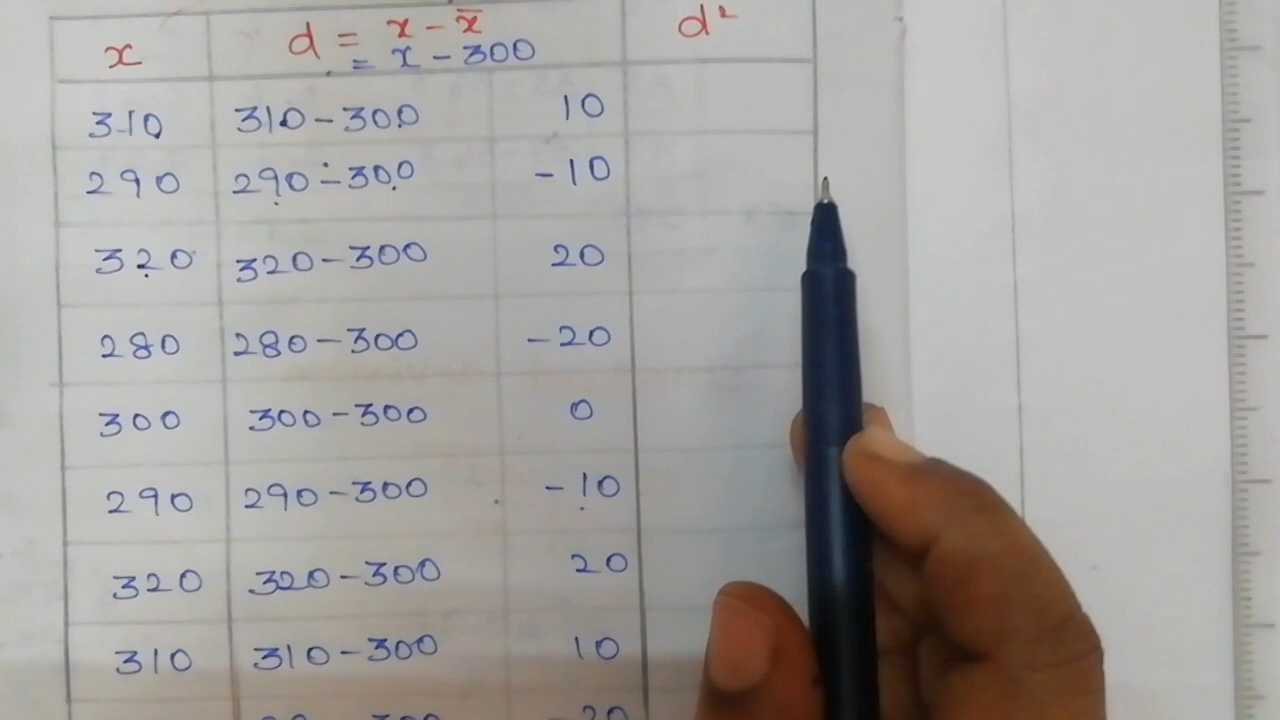 x d = x - x̄ d²
= x - 300
310 310-300 10
290 290-300 -10
320 320-300 20
280 280-300 -20
300 300-300 0
290 290-300 -10
320 320-300 20
310 310-300 10
-20